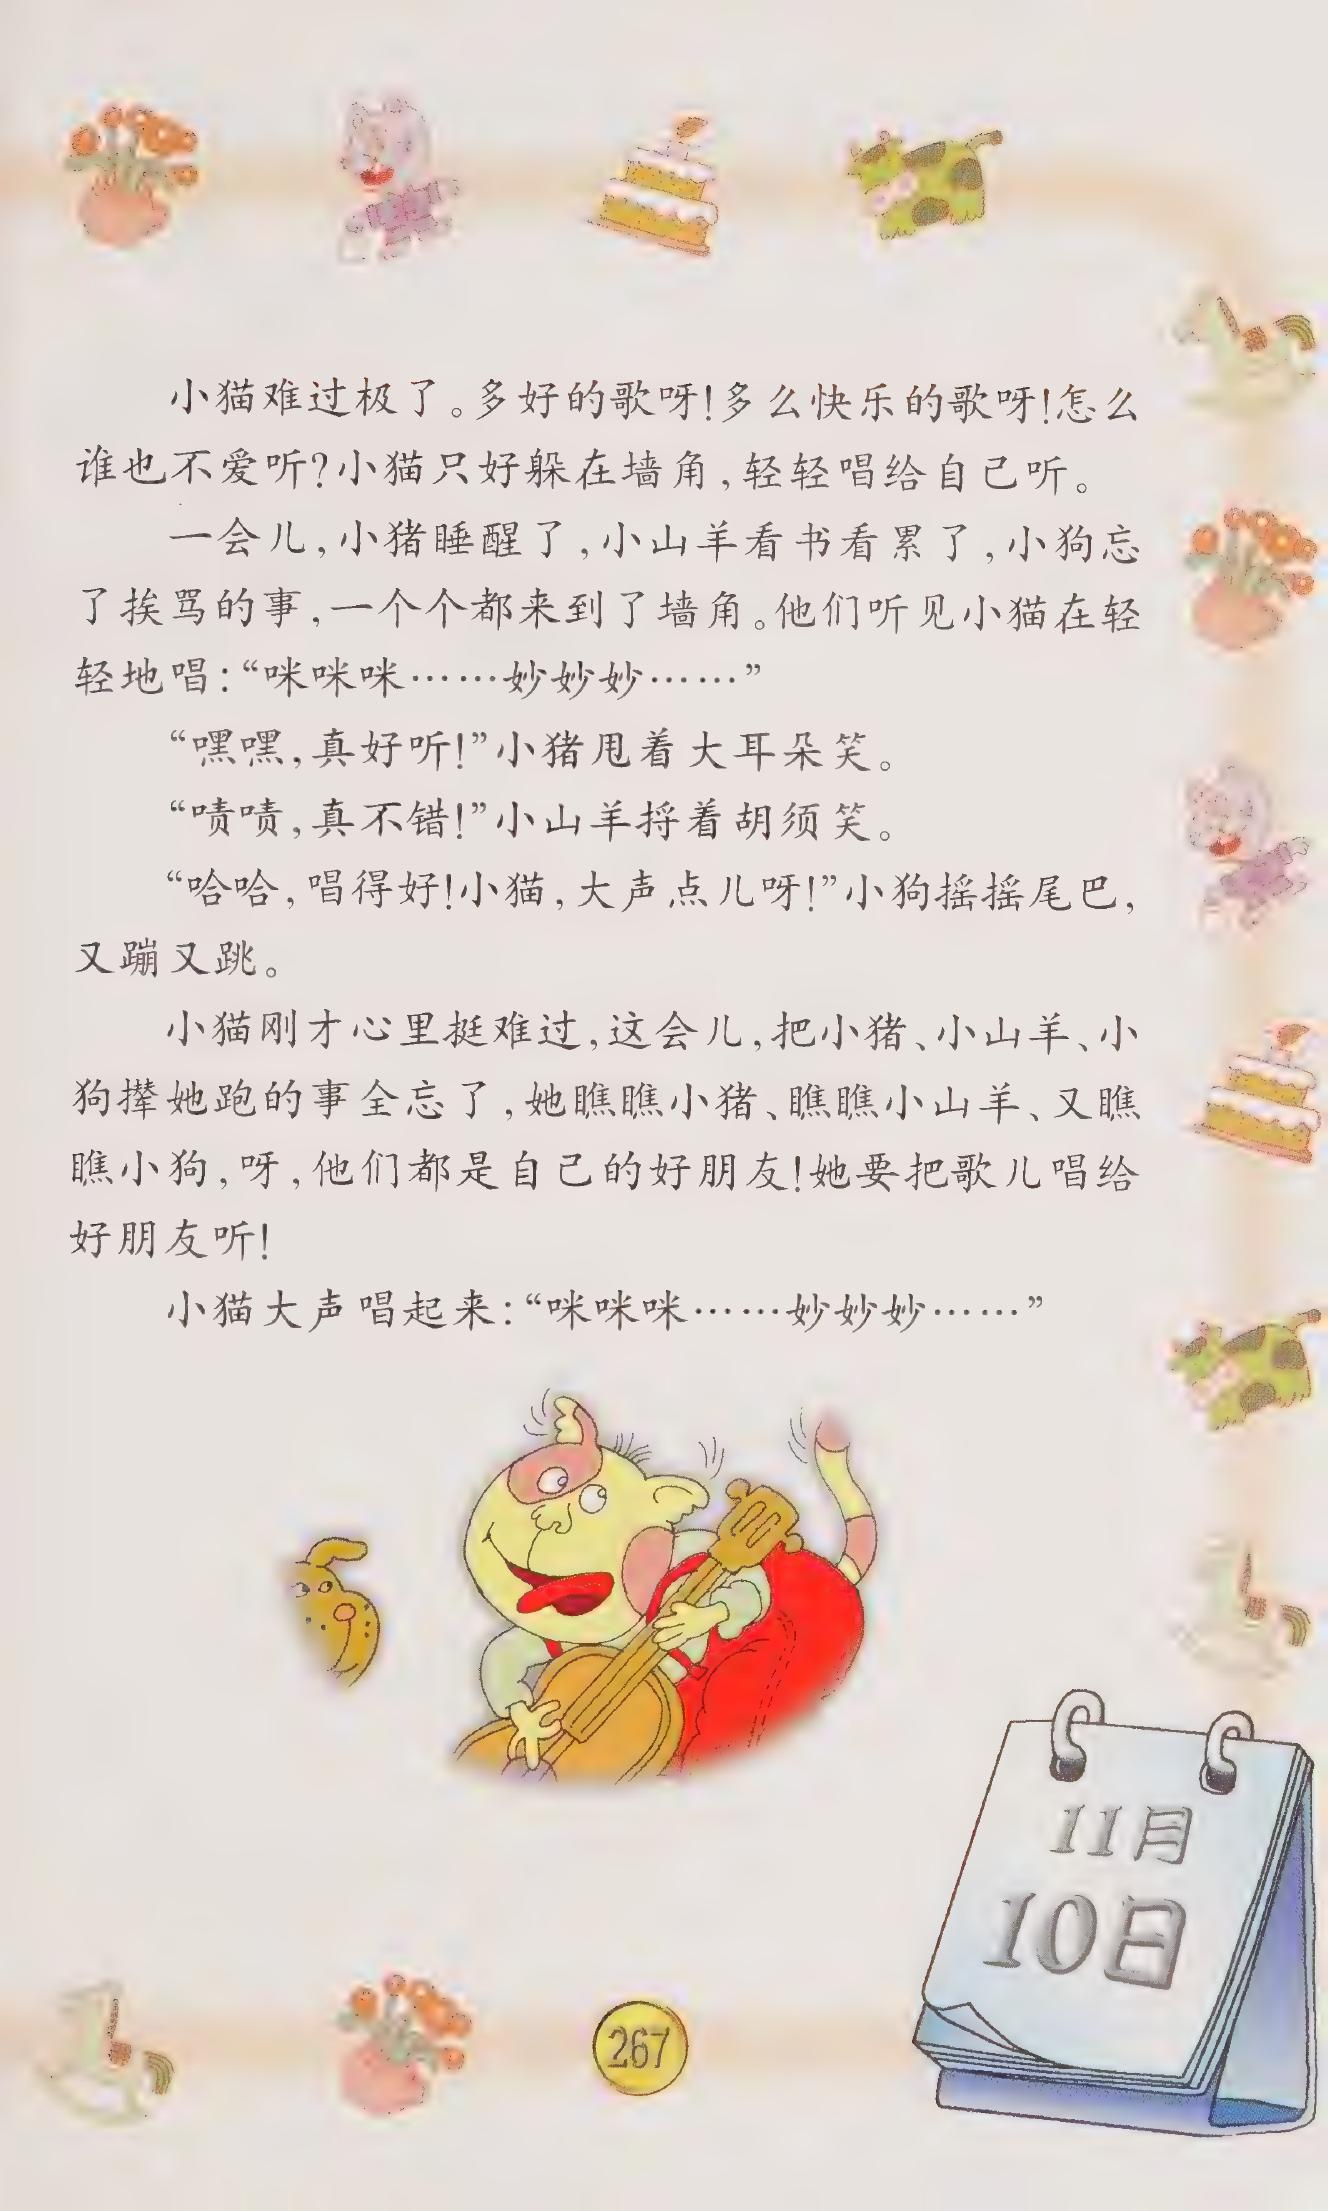 小猫难过极了。多好的歌呀!多么快乐的歌呀!怎么
谁也不爱听?小猫只好躲在墙角,轻轻唱给自己听。
一会儿,小猪睡醒了,小山羊看书看累了,小狗忘
了挨骂的事,一个个都来到了墙角。他们听见小猫在轻
轻地唱:“咪咪咪……妙妙妙……”
“嘿嘿,真好听!”小猪甩着大耳朵笑。
“啧啧,真不错!”小山羊捋着胡须笑。
“哈哈,唱得好!小猫,大声点儿呀!”小狗摇摇尾巴,
又蹦又跳。
小猫刚才心里挺难过,这会儿,把小猪、小山羊、小
狗撵她跑的事全忘了,她瞧瞧小猪、瞧瞧小山羊、又瞧
瞧小狗,呀,他们都是自己的好朋友!她要把歌儿唱给
好朋友听!
小猫大声唱起来:“咪咪咪……妙妙妙……”
11月
10日
267